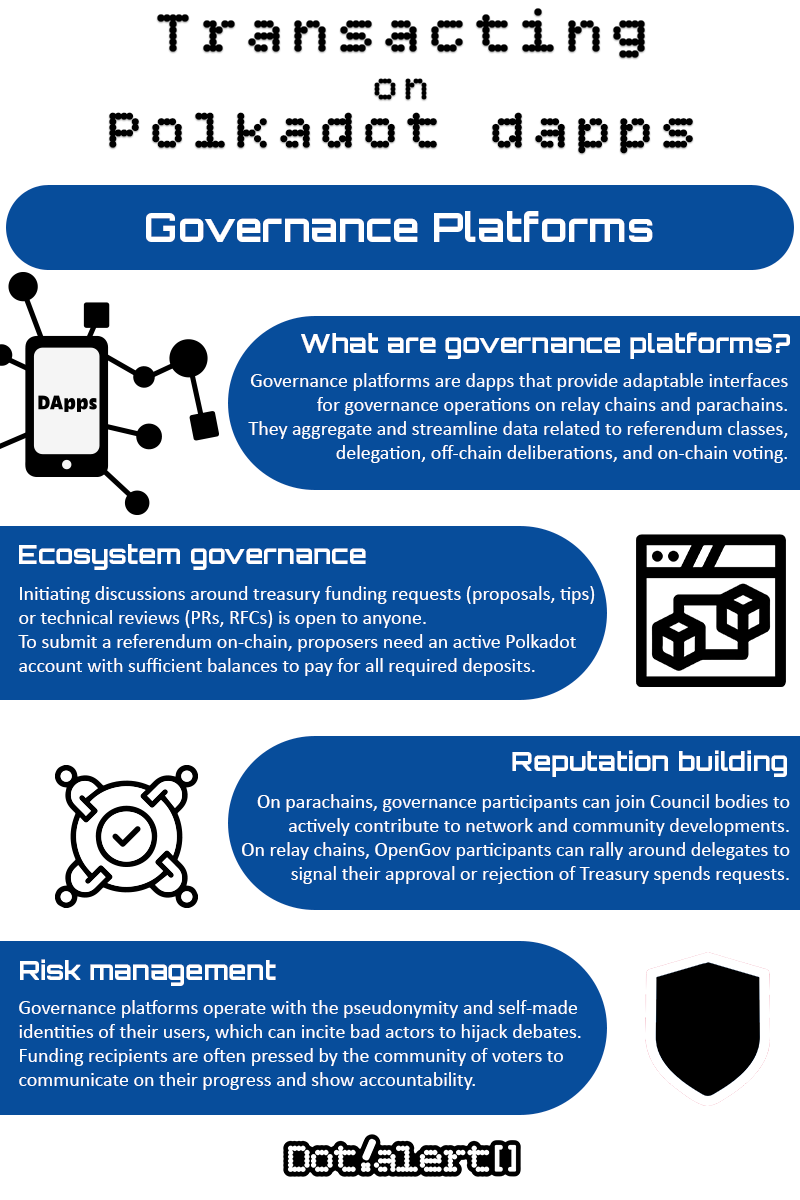 Transacting
on
Polkadot dapps
Governance Platforms
DApps
What are governance platforms?
Governance platforms are dapps that provide adaptable interfaces
for governance operations on relay chains and parachains.
They aggregate and streamline data related to referendum classes,
delegation, off-chain deliberations, and on-chain voting.
Ecosystem governance
Initiating discussions around treasury funding requests (proposals, tips)
or technical reviews (PRs, RFCs) is open to anyone.
To submit a referendum on-chain, proposers need an active Polkadot
account with sufficient balances to pay for all required deposits.
Reputation building
On parachains, governance participants can join Council bodies to
actively contribute to network and community developments.
On relay chains, OpenGov participants can rally around delegates to
signal their approval or rejection of Treasury spends requests.
Risk management
Governance platforms operate with the pseudonymity and self-made
identities of their users, which can incite bad actors to hijack debates.
Funding recipients are often pressed by the community of voters to
communicate on their progress and show accountability.
Dot/alert[]